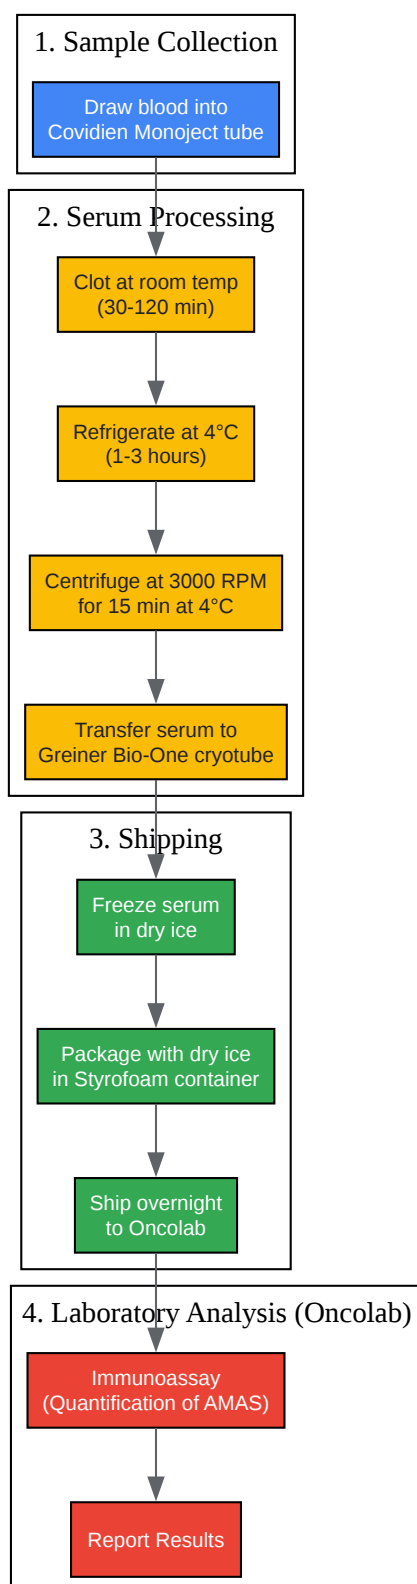 1. Sample Collection
Draw blood into
Covidien Monoject tube
2. Serum Processing
Clot at room temp
(30-120 min)
Refrigerate at 4°C
(1-3 hours)
Centrifuge at 3000 RPM
for 15 min at 4°C
Transfer serum to
Greiner Bio-One cryotube
3. Shipping
Freeze serum
in dry ice
Package with dry ice
in Styrofoam container
Ship overnight
to Oncolab
4. Laboratory Analysis (Oncolab)
Immunoassay
(Quantification of AMAS)
Report Results